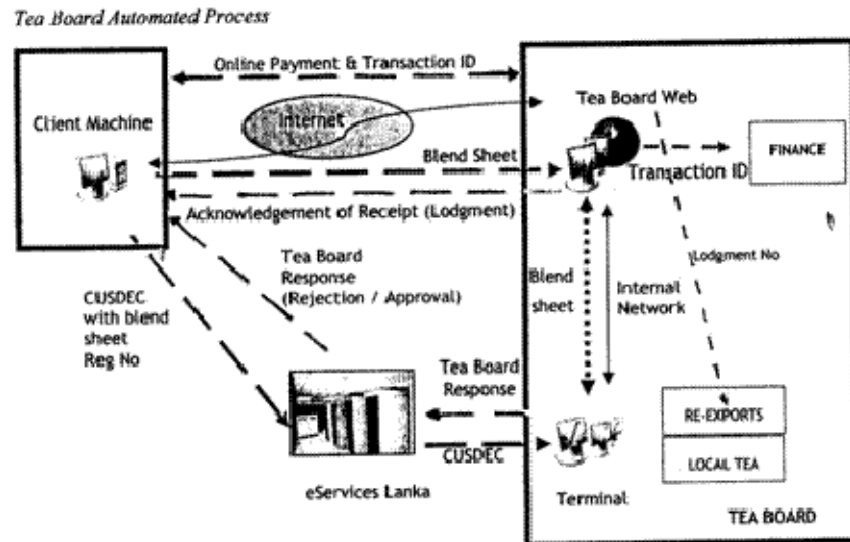 Tea Board Automated Process
Online Payment & Transaction ID
Client Machine
Internet
Tea Board Web
FINANCE
Blend Sheet
Transaction ID
Acknowledgement of Receipt (Lodgment)
Tea Board
Response
(Rejection / Approval)
Lodgment No
Blend
sheet
Internal
Network
CUSDEC
with blend
sheet
Reg No
Tea Board
Response
CUSDEC
RE-EXPORTS
LOCAIL TEA
eServices Lanka
Terminal
TEA BOARD